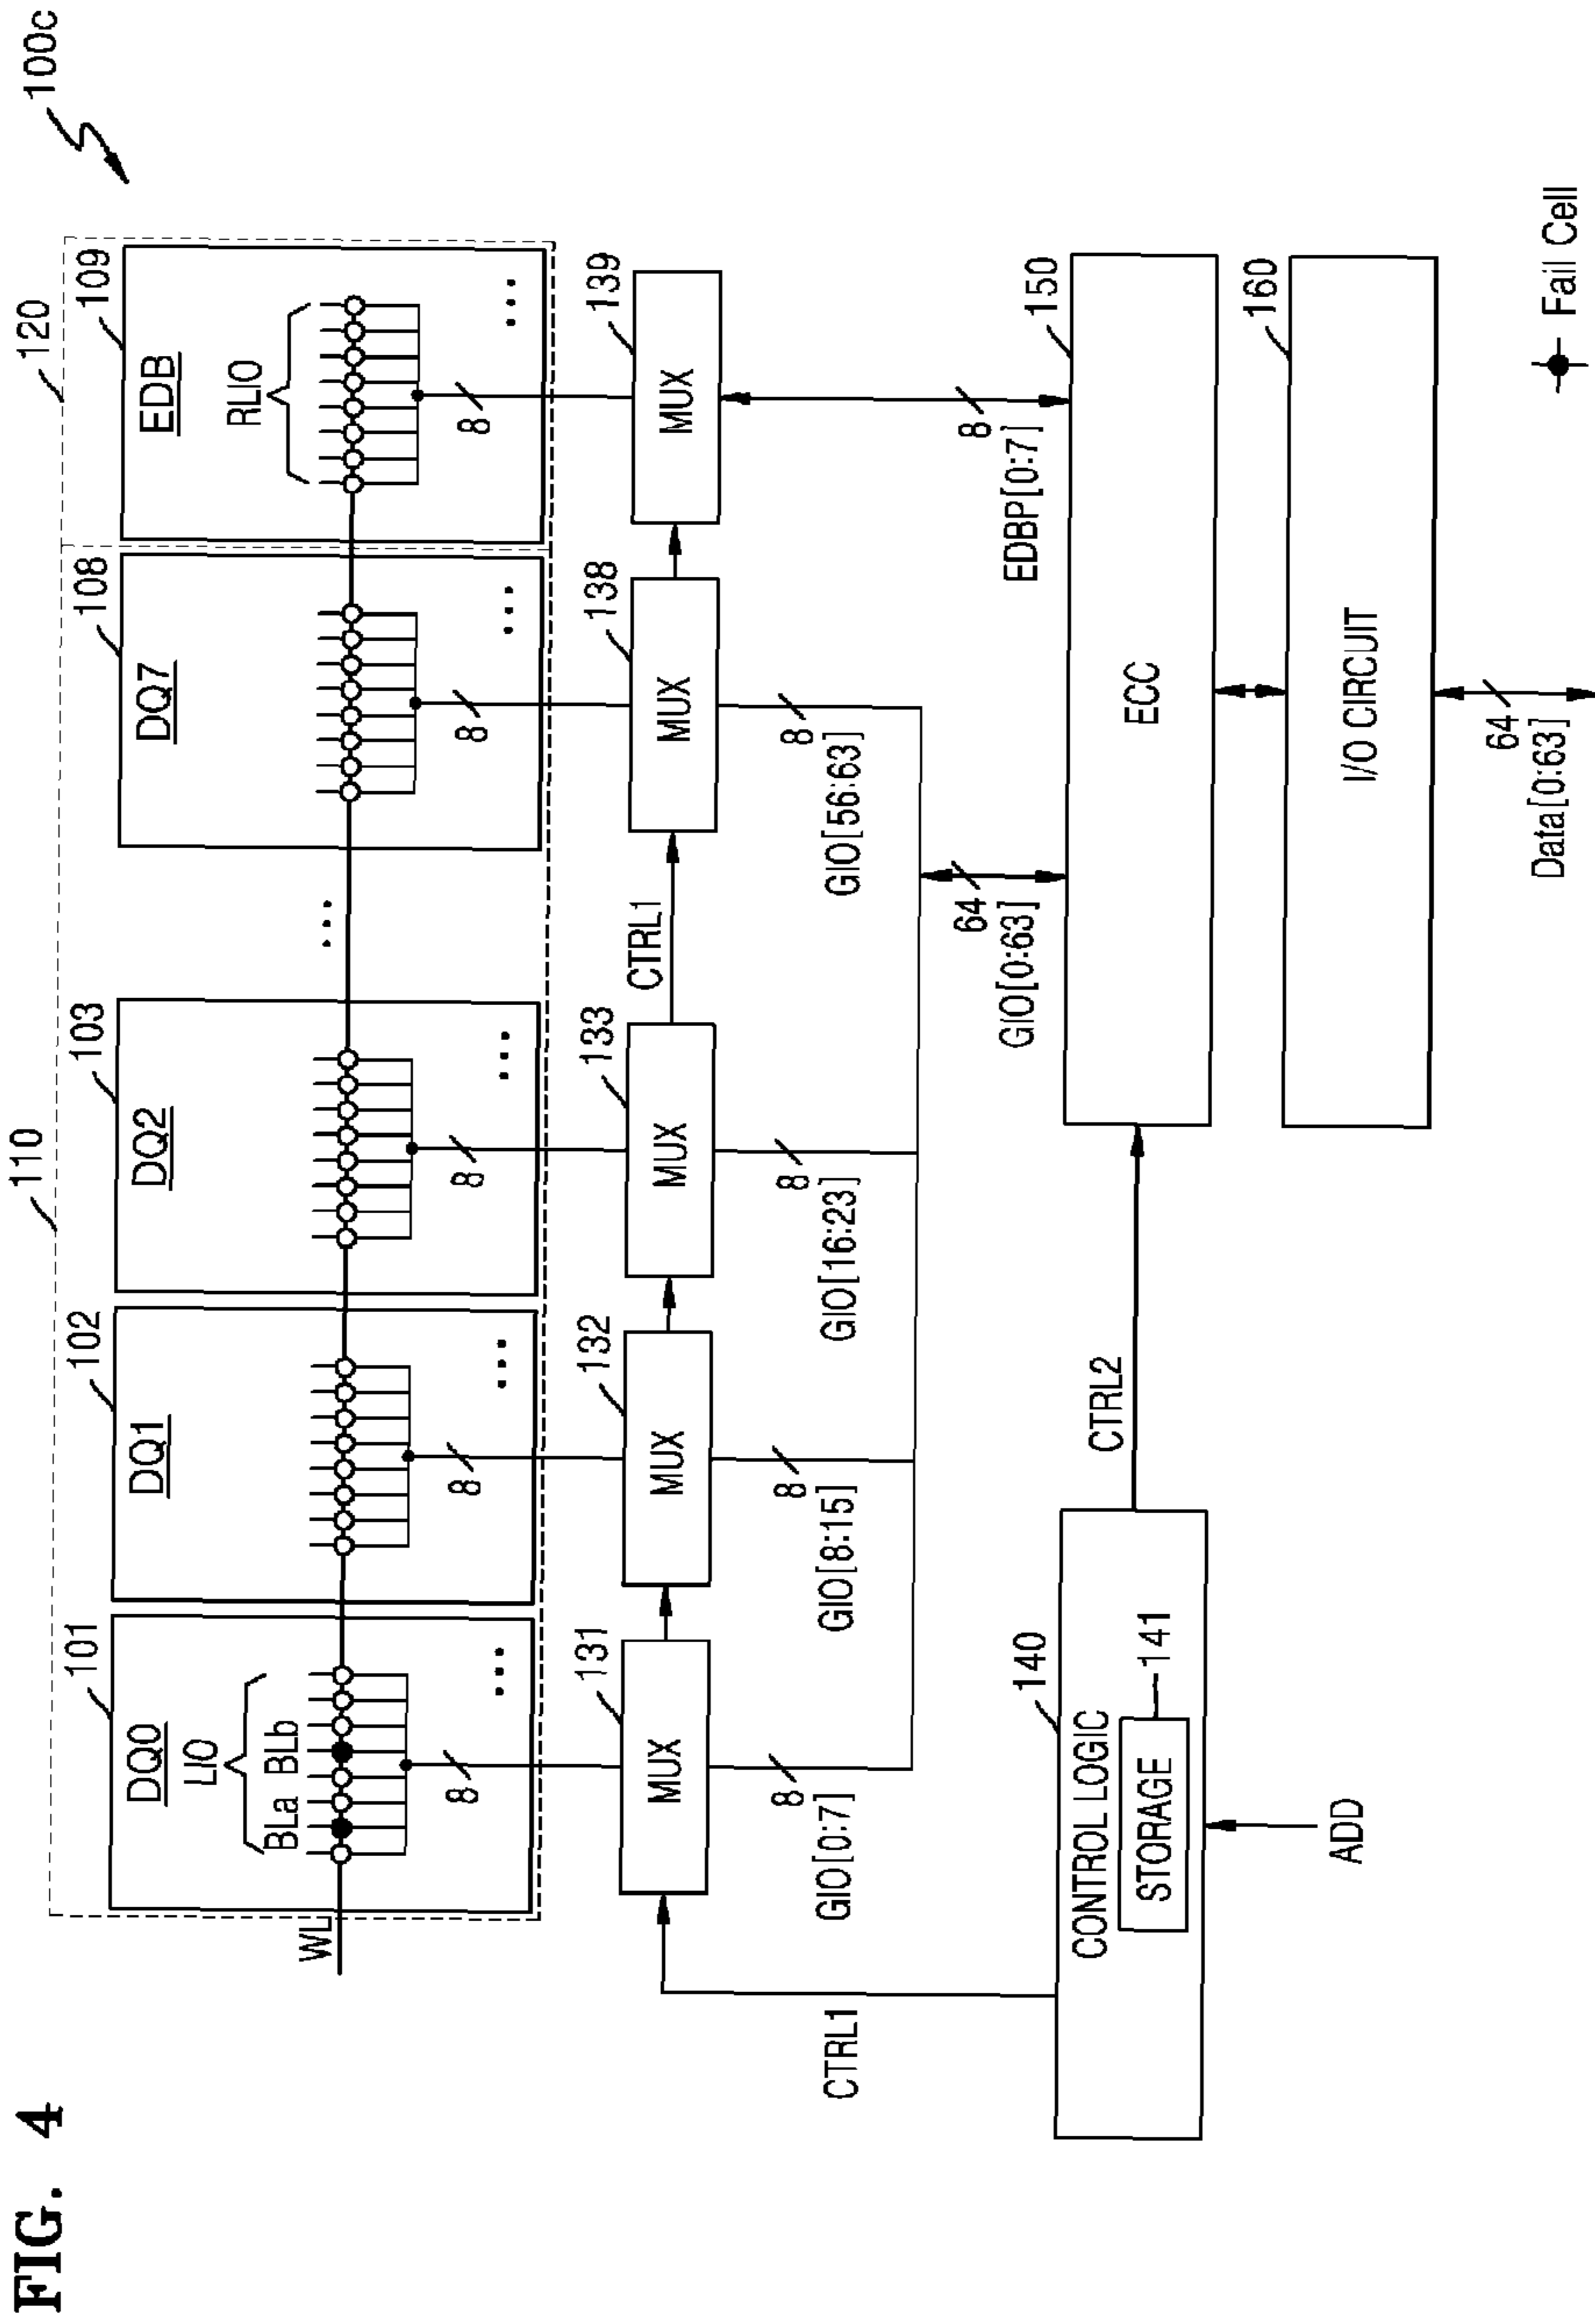 FIG. 4
100c
110
120
101
102
103
108
109
DQ0
DQ1
DQ2
DQ7
EDB
LIO
RLIO
BLa
BLb
WL
...
...
...
...
...
...
8
8
8
8
8
131
132
133
138
139
MUX
MUX
MUX
MUX
MUX
CTRL1
CTRL1
8
8
8
8
8
GIO[0:7]
GIO[8:15]
GIO[16:23]
GIO[56:63]
EDBP[0:7]
64
GIO[0:63]
140
CONTROL LOGIC
STORAGE
141
ADD
CTRL2
150
ECC
160
I/O CIRCUIT
64
Data[0:63]
Fail Cell